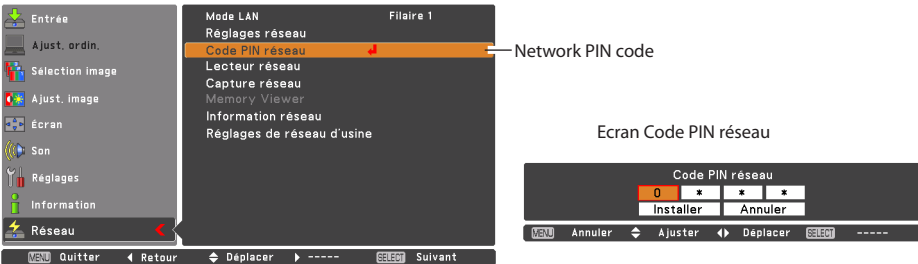 Entrée
Ajust. ordin.
Sélection image
Ajust. image
Écran
Son
Réglages
Information
Réseau
Mode LAN Filaire 1
Réglages réseau
Code PIN réseau
Lecteur réseau
Capture réseau
Memory Viewer
Information réseau
Réglages de réseau d'usine
MENU Quitter Retour Déplacer ----- SELECT Suivant
Network PIN code
Ecran Code PIN réseau
Code PIN réseau
0 * * *
Installer Annuler
MENU Annuler Ajuster Déplacer SELECT -----